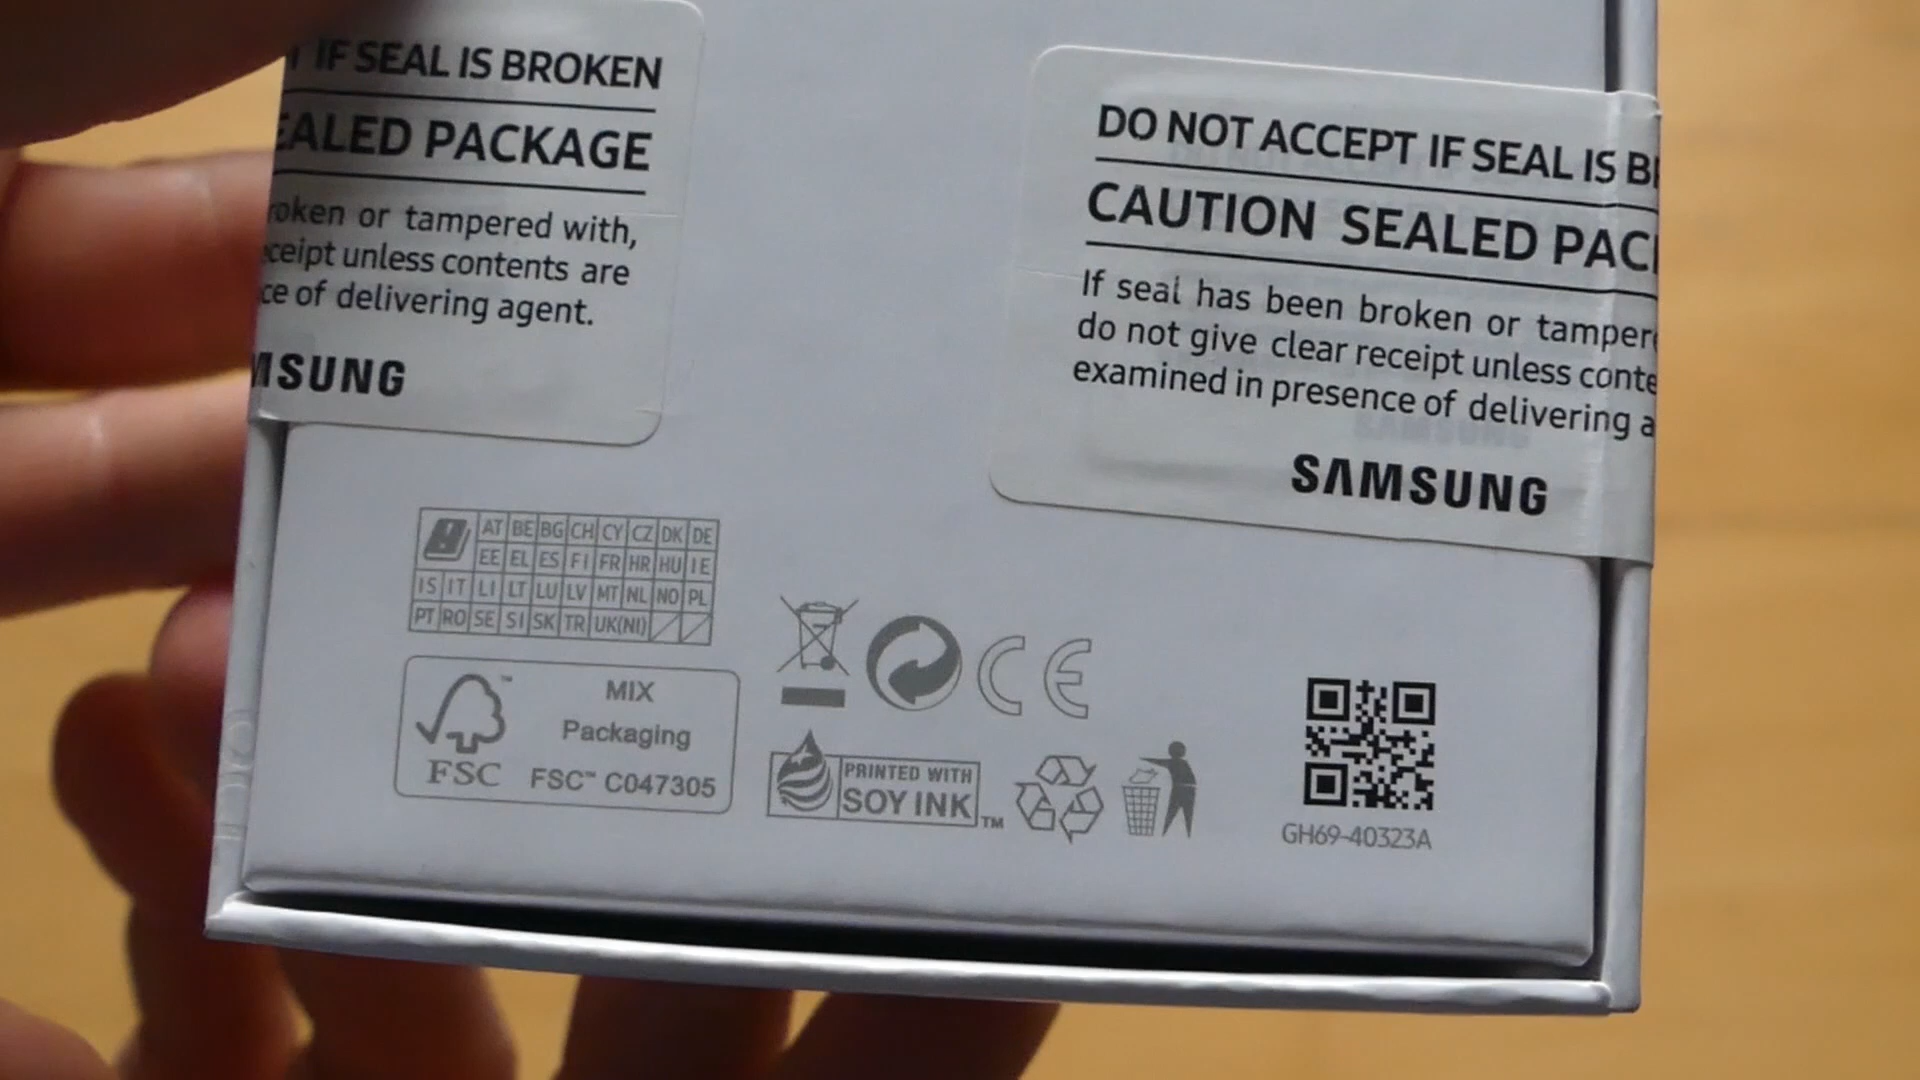 IF SEAL IS BROKEN
EALED PACKAGE
roken or tampered with,
ceipt unless contents are
ce of delivering agent.
MSUNG
DO NOT ACCEPT IF SEAL IS B
CAUTION SEALED PAC
If seal has been broken or tamper
do not give clear receipt unless conte
examined in presence of delivering a
SAMSUNG
AT BE BG CH CY CZ DK DE
EE EL ES FI FR HR HU IE
IS IT LI LT LU LV MT NL NO PL
PT RO SE SI SK TR UK(NI)
MIX
Packaging
FSC FSC™ C047305
CE
PRINTED WITH
SOY INK™
GH69-40323A